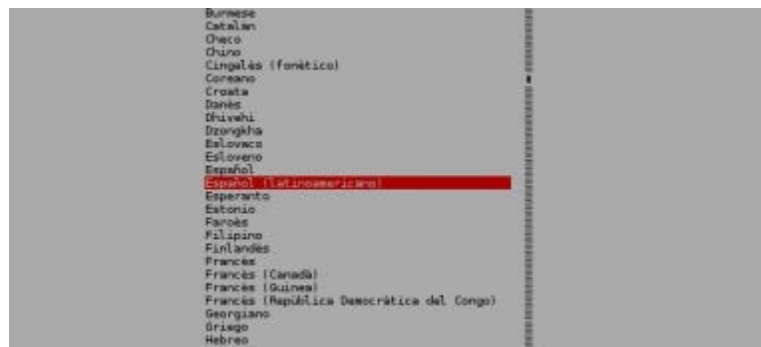 Burmese
Catalan
Checo
Chino
Cingalés (fonético)
Coreano
Croata
Danés
Dhivehi
Dzongkha
Eslovaco
Esloveno
Español
Español (latinoamericano)
Esperanto
Estonio
Faroés
Filipino
Finlandés
Francés
Francés (Canadá)
Francés (Guinea)
Francés (República Democrática del Congo)
Georgiano
Griego
Hebreo